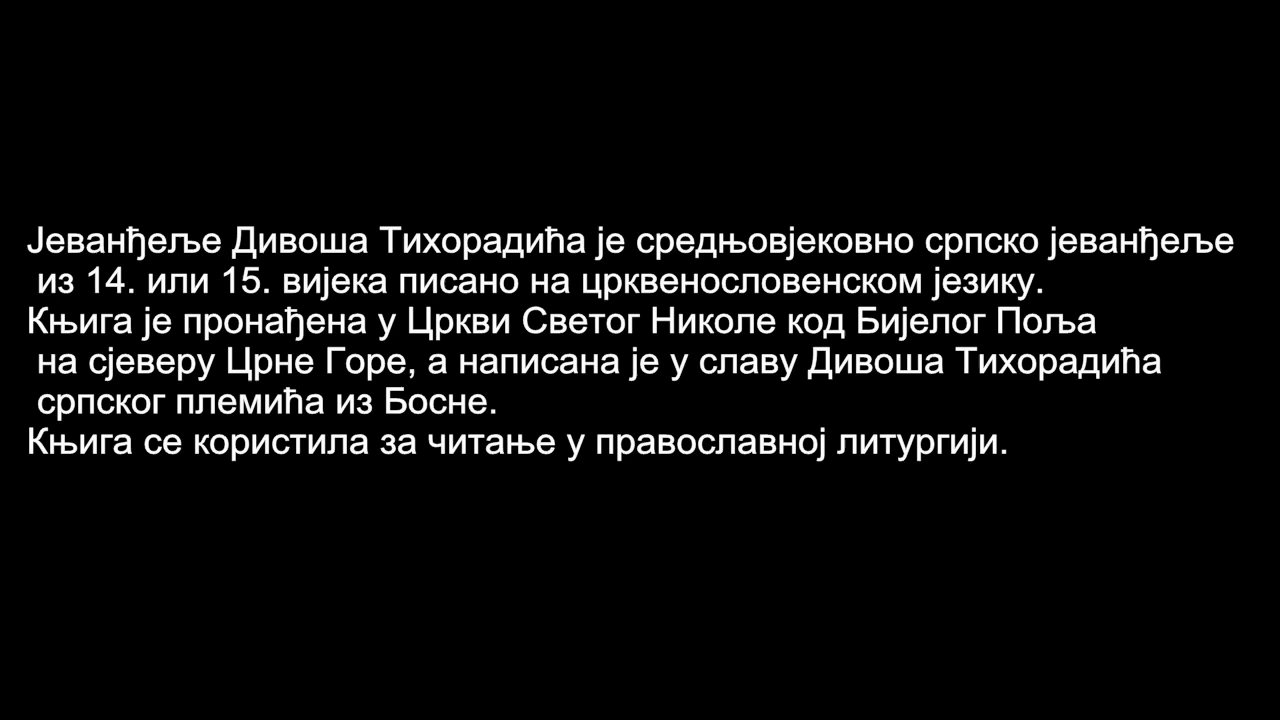 Јеванђеље Дивоша Тихорадића је средњовјековно српско јеванђеље
из 14. или 15. вијека писано на црквенословенском језику.
Књига је пронађена у Цркви Светог Николе код Бијелог Поља
на сјеверу Црне Горе, а написана је у славу Дивоша Тихорадића
српског племића из Босне.
Књига се користила за читање у православној литургији.